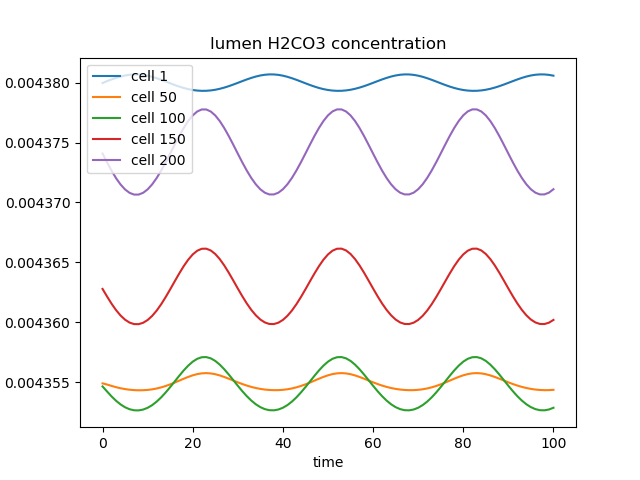 lumen H2CO3 concentration
cell 1
cell 50
cell 100
cell 150
cell 200
0.004380
0.004375
0.004370
0.004365
0.004360
0.004355
0 20 40 60 80 100
time